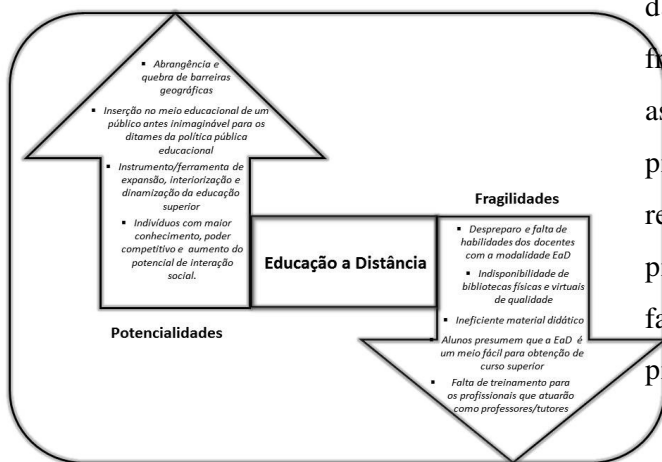 ▪ Abrangência e
quebra de barreiras
geográficas
▪ Inserção no meio educacional de um
público antes inimaginável para os
ditames da política pública
educacional
▪ Instrumento/ferramenta de
expansão, interiorização e
dinamização da educação
superior
▪ Indivíduos com maior
conhecimento, poder
competitivo e aumento do
potencial de interação
social.
Potencialidades
Educação a Distância
Fragilidades
▪ Despreparo e falta de
habilidades dos docentes
com a modalidade EaD
▪ Indisponibilidade de
bibliotecas físicas e virtuais
de qualidade
▪ Ineficiente material didático
▪ Alunos presumem que a EaD é
um meio fácil para obtenção de
curso superior
▪ Falta de treinamento para
os profissionais que atuarão
como professores/tutores